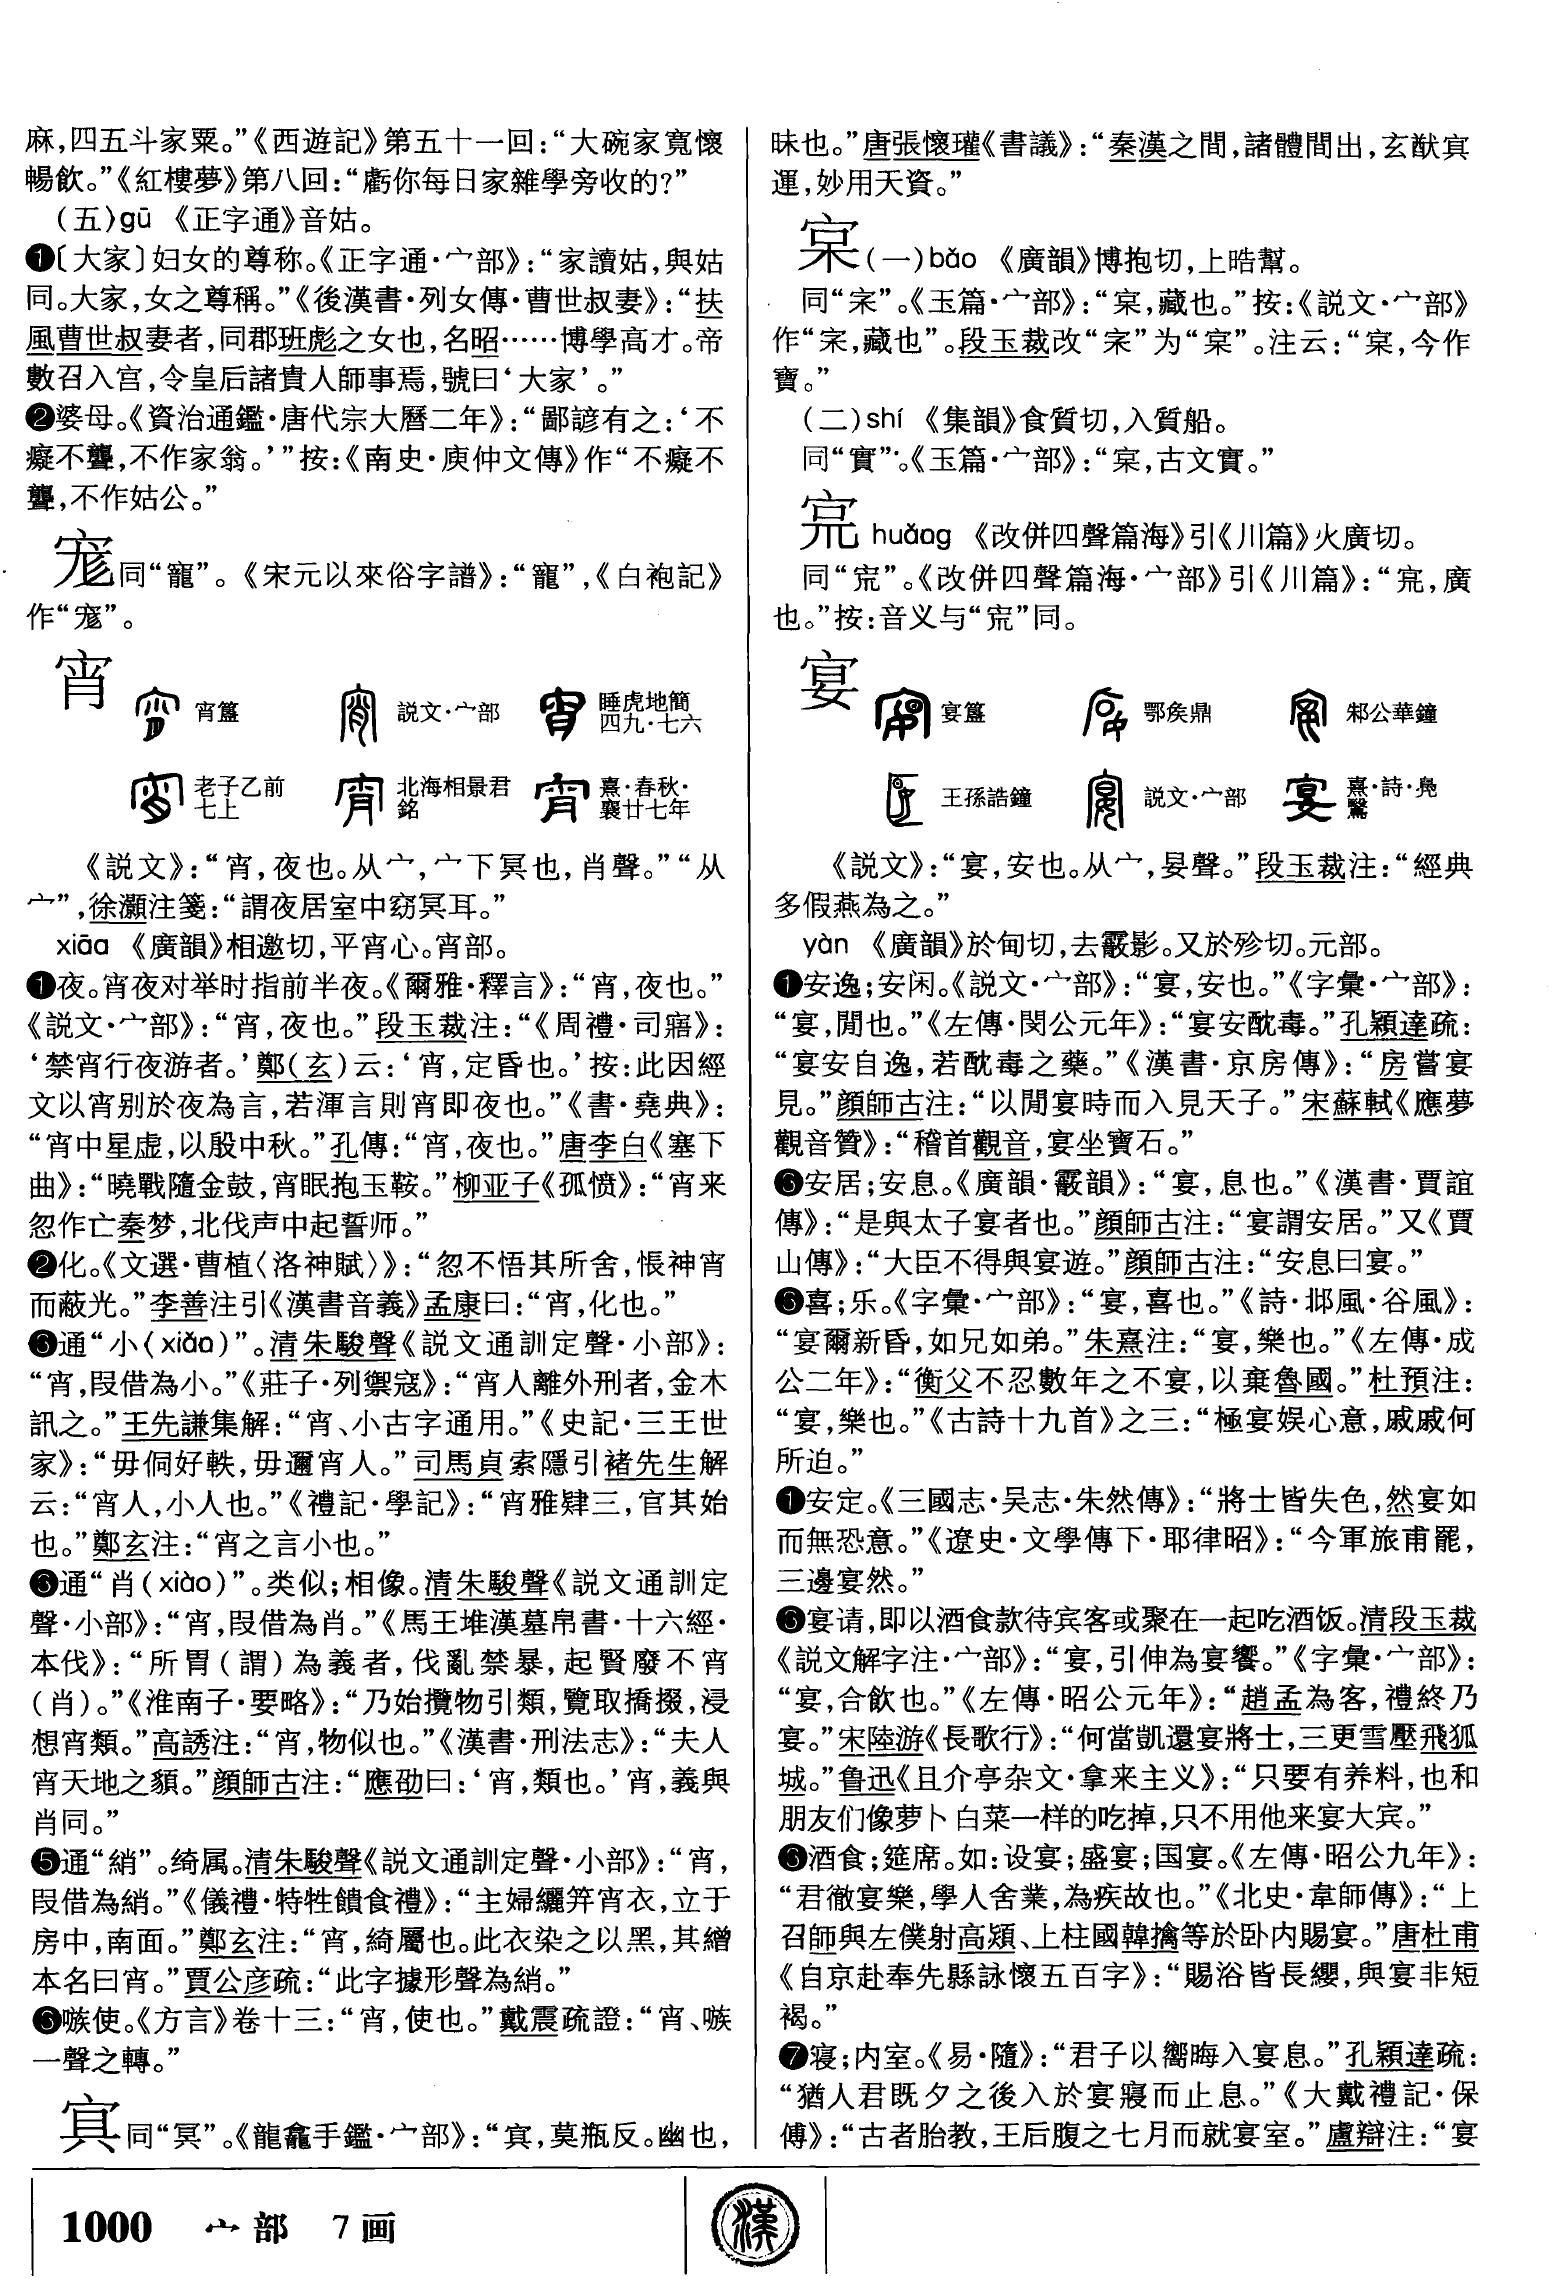 麻，四五斗家粟。”《西遊記》第五十一回：“大碗家寬懷
暢飲。”《紅樓夢》第八回：“虧你每日家雜學旁收的？”
（五）gū 《正字通》音姑。
❶〔大家〕妇女的尊称。《正字通·宀部》：“家讀姑，與姑
同。大家，女之尊稱。”《後漢書·列女傳·曹世叔妻》：“扶
風曹世叔妻者，同郡班彪之女也，名昭……博學高才。帝
數召入宫，令皇后諸貴人師事焉，號曰‘大家’。”
❷婆母。《資治通鑑·唐代宗大曆二年》：“鄙諺有之：‘不
癡不聾，不作家翁。’”按：《南史·庾仲文傳》作“不癡不
聾，不作姑公。”
同“寵”。《宋元以來俗字譜》：“寵”，《白袍記》
作“”。
宵
宵簋 説文·宀部 睡虎地簡
四九·七六
老子乙前
七上
北海相景君
銘
熹·春秋·
襄廿七年
《説文》：“宵，夜也。从宀，宀下冥也，肖聲。”“从
宀”，徐灝注箋：“謂夜居室中窈冥耳。”
xiāo 《廣韻》相邀切，平宵心。宵部。
❶夜。宵夜对举时指前半夜。《爾雅·釋言》：“宵，夜也。”
《説文·宀部》：“宵，夜也。”段玉裁注：“《周禮·司寤》：
‘禁宵行夜游者。’鄭（玄）云：‘宵，定昏也。’按：此因經
文以宵别於夜為言，若渾言則宵即夜也。”《書·堯典》：
“宵中星虚，以殷中秋。”孔傳：“宵，夜也。”唐李白《塞下
曲》：“曉戰隨金鼓，宵眠抱玉鞍。”柳亚子《孤愤》：“宵来
忽作亡秦梦，北伐声中起誓师。”
❷化。《文選·曹植〈洛神賦〉》：“忽不悟其所舍，悵神宵
而蔽光。”李善注引《漢書音義》孟康曰：“宵，化也。”
❸通“小（xiǎo）”。清朱駿聲《説文通訓定聲·小部》：
“宵，叚借為小。”《莊子·列禦寇》：“宵人離外刑者，金木
訊之。”王先謙集解：“宵、小古字通用。”《史記·三王世
家》：“毋侗好軼，毋邇宵人。”司馬貞索隱引褚先生解
云：“宵人，小人也。”《禮記·學記》：“宵雅肄三，官其始
也。”鄭玄注：“宵之言小也。”
❸通“肖（xiào）”。类似；相像。清朱駿聲《説文通訓定
聲·小部》：“宵，叚借為肖。”《馬王堆漢墓帛書·十六經·
本伐》：“所胃（謂）為義者，伐亂禁暴，起賢廢不宵
（肖）。”《淮南子·要略》：“乃始攬物引類，覽取撟掇，浸
想宵類。”高誘注：“宵，物似也。”《漢書·刑法志》：“夫人
宵天地之䫉。”顔師古注：“應劭曰：‘宵，類也。’宵，義與
肖同。”
❺通“綃”。绮属。清朱駿聲《説文通訓定聲·小部》：“宵，
叚借為綃。”《儀禮·特牲饋食禮》：“主婦纚笄宵衣，立于
房中，南面。”鄭玄注：“宵，綺屬也。此衣染之以黑，其繒
本名曰宵。”賈公彦疏：“此字據形聲為綃。”
❻嗾使。《方言》卷十三：“宵，使也。”戴震疏證：“宵、嗾
一聲之轉。”
㝠同“冥”。《龍龕手鑑·宀部》：“㝠，莫瓶反。幽也，
昧也。”唐張懷瓘《書議》：“秦漢之間，諸體間出，玄猷㝠
運，妙用天資。”
（一）bǎo 《廣韻》博抱切，上晧幫。
同“宲”。《玉篇·宀部》：“，藏也。”按：《説文·宀部》
作“宲，藏也”。段玉裁改“”为“”。注云：“，今作
寶。”
（二）shí 《集韻》食質切，入質船。
同“實”。《玉篇·宀部》：“，古文實。”
huǎng 《改併四聲篇海》引《川篇》火廣切。
同“”。《改併四聲篇海·宀部》引《川篇》：“，廣
也。”按：音义与“”同。
宴
宴簋 鄂矦鼎 邾公華鐘
王孫誥鐘 説文·宀部 熹·詩·鳧
鷖
《説文》：“宴，安也。从宀，妟聲。”段玉裁注：“經典
多假燕為之。”
yàn 《廣韻》於甸切，去霰影。又於殄切。元部。
❶安逸；安闲。《説文·宀部》：“宴，安也。”《字彙·宀部》：
“宴，閒也。”《左傳·閔公元年》：“宴安酖毒。”孔穎達疏：
“宴安自逸，若酖毒之藥。”《漢書·京房傳》：“房嘗宴
見。”顔師古注：“以閒宴時而入見天子。”宋蘇軾《應夢
觀音贊》：“稽首觀音，宴坐寶石。”
❸安居；安息。《廣韻·霰韻》：“宴，息也。”《漢書·賈誼
傳》：“是與太子宴者也。”顔師古注：“宴謂安居。”又《賈
山傳》：“大臣不得與宴遊。”顔師古注：“安息曰宴。”
❸喜；乐。《字彙·宀部》：“宴，喜也。”《詩·邶風·谷風》：
“宴爾新昏，如兄如弟。”朱熹注：“宴，樂也。”《左傳·成
公二年》：“衡父不忍數年之不宴，以棄魯國。”杜預注：
“宴，樂也。”《古詩十九首》之三：“極宴娱心意，戚戚何
所迫。”
❶安定。《三國志·吴志·朱然傳》：“將士皆失色，然宴如
而無恐意。”《遼史·文學傳下·耶律昭》：“今軍旅甫罷，
三邊宴然。”
❸宴请，即以酒食款待宾客或聚在一起吃酒饭。清段玉裁
《説文解字注·宀部》：“宴，引伸為宴饗。”《字彙·宀部》：
“宴，合飲也。”《左傳·昭公元年》：“趙孟為客，禮終乃
宴。”宋陸游《長歌行》：“何當凱還宴將士，三更雪壓飛狐
城。”鲁迅《且介亭杂文·拿来主义》：“只要有养料，也和
朋友们像萝卜白菜一样的吃掉，只不用他来宴大宾。”
❻酒食；筵席。如：设宴；盛宴；国宴。《左傳·昭公九年》：
“君徹宴樂，學人舍業，為疾故也。”《北史·韋師傳》：“上
召師與左僕射高熲、上柱國韓擒等於卧内賜宴。”唐杜甫
《自京赴奉先縣詠懷五百字》：“賜浴皆長纓，與宴非短
褐。”
❼寝；内室。《易·隨》：“君子以嚮晦入宴息。”孔穎達疏：
“猶人君既夕之後入於宴寢而止息。”《大戴禮記·保
傅》：“古者胎教，王后腹之七月而就宴室。”盧辯注：“宴
1000 宀部 7画
漢